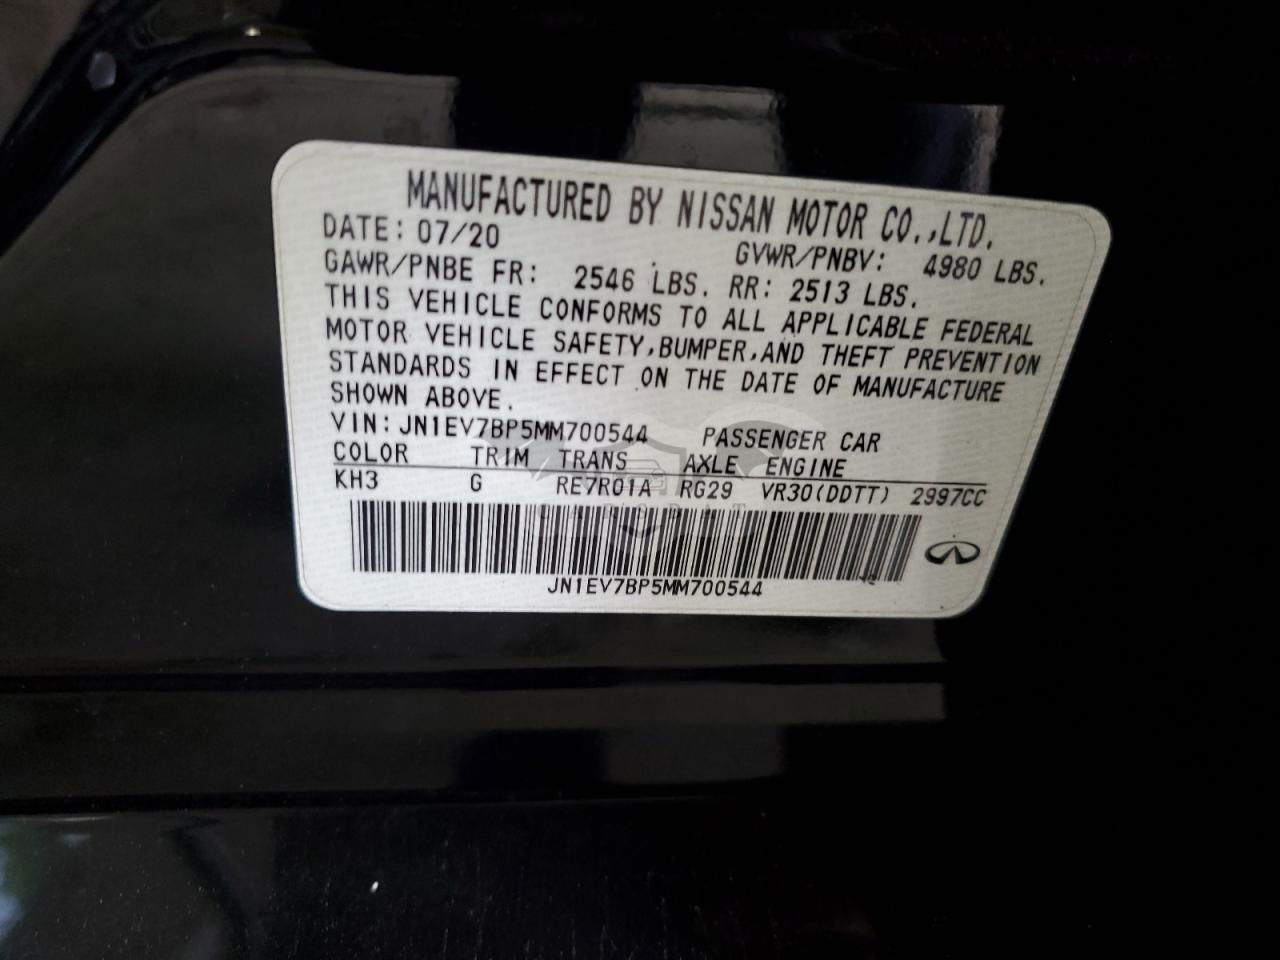 MANUFACTURED BY NISSAN MOTOR CO.,LTD.
DATE: 07/20 GVWR/PNBV: 4980 LBS.
GAWR/PNBE FR: 2546 LBS. RR: 2513 LBS.
THIS VEHICLE CONFORMS TO ALL APPLICABLE FEDERAL
MOTOR VEHICLE SAFETY,BUMPER,AND THEFT PREVENTION
STANDARDS IN EFFECT ON THE DATE OF MANUFACTURE
SHOWN ABOVE.
VIN:JN1EV7BP5MM700544 PASSENGER CAR
COLOR TRIM TRANS AXLE ENGINE
KH3 G RE7R01A RG29 VR30(DDTT) 2997CC
JN1EV7BP5MM700544